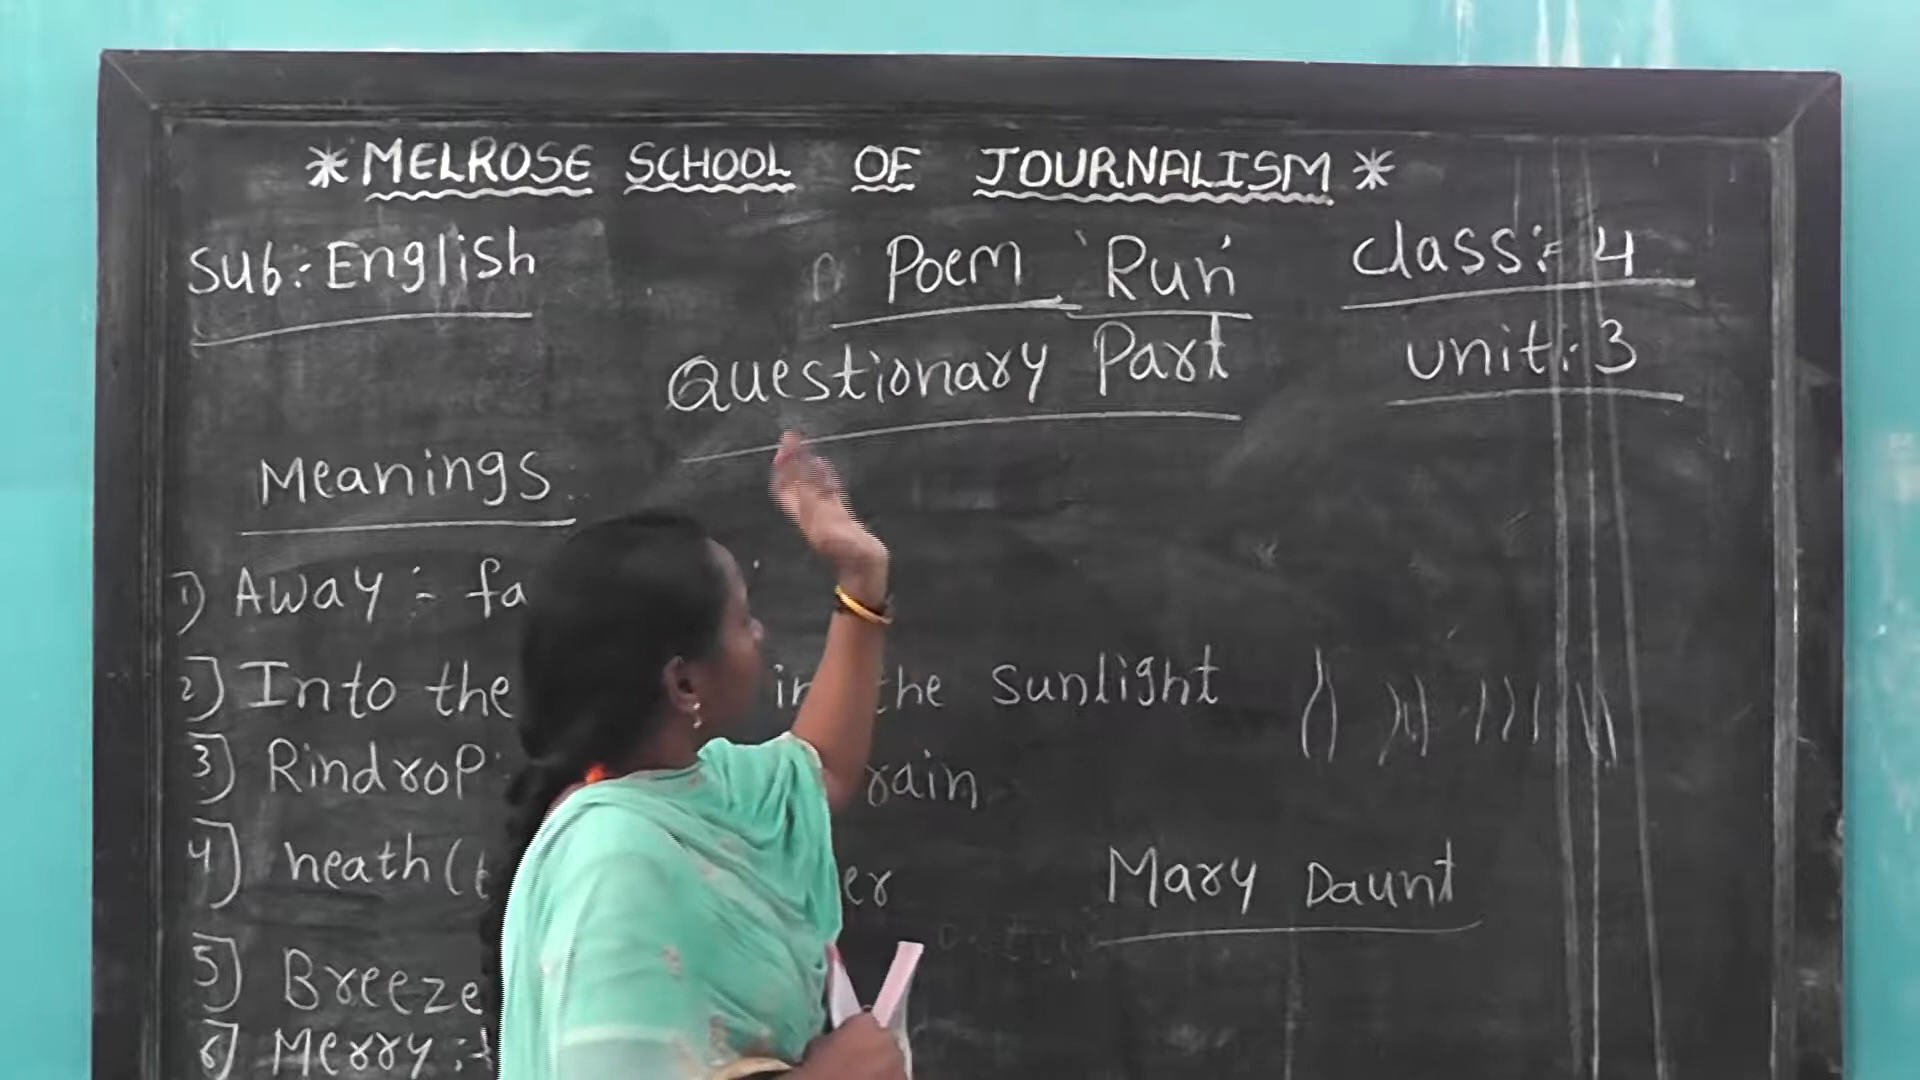 * MELROSE SCHOOL OF JOURNALISM *
Sub:- English
Poem 'Run'
Class:- 4
Questionary Part
Unit:- 3
Meanings
1) Away :- fa
2] Into the in the sunlight
3] Rindrop rain
4] heath(t er
Mary Daunt
5] Breeze
6] Merry :-